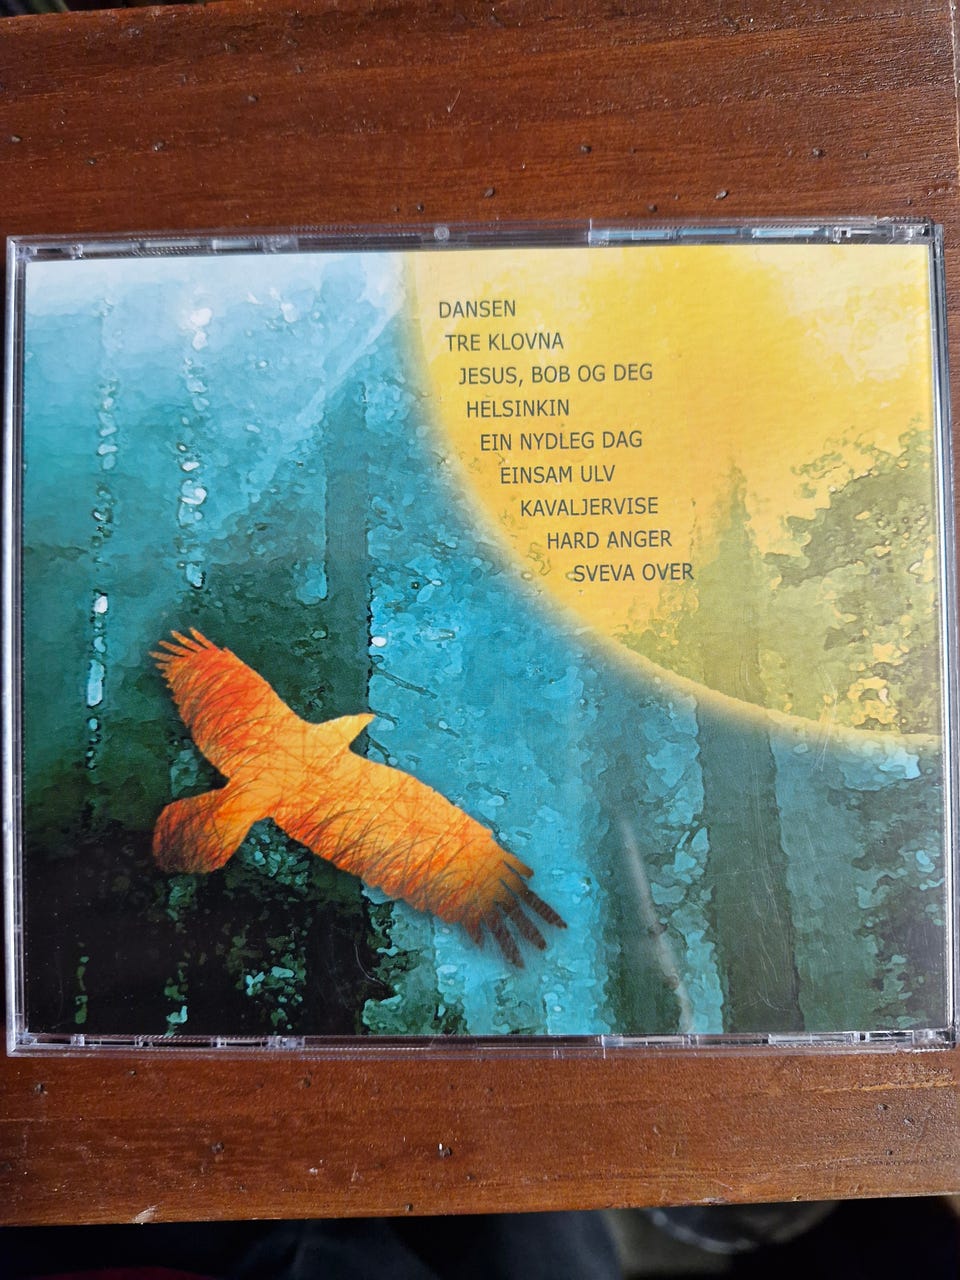 DANSEN
TRE KLOVNA
JESUS, BOB OG DEG
HELSINKIN
EIN NYDLEG DAG
EINSAM ULV
KAVALJERVISE
HARD ANGER
SVEVA OVER